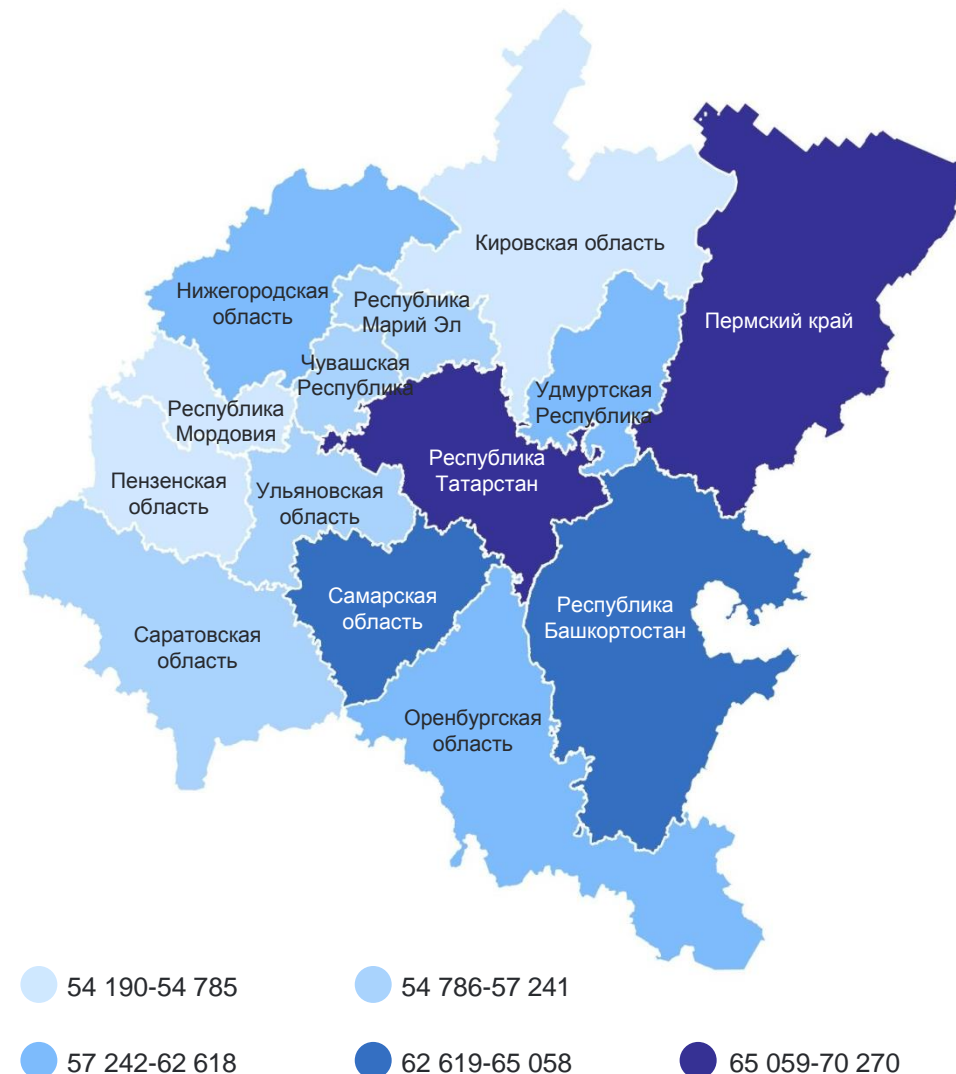 Кировская область
Нижегородская
область
Республика
Марий Эл
Пермский край
Чувашская
Республика
Удмуртская
Республика
Республика
Мордовия
Республика
Татарстан
Пензенская
область
Ульяновская
область
Самарская
область
Республика
Башкортостан
Саратовская
область
Оренбургская
область
54 190-54 785
54 786-57 241
57 242-62 618
62 619-65 058
65 059-70 270